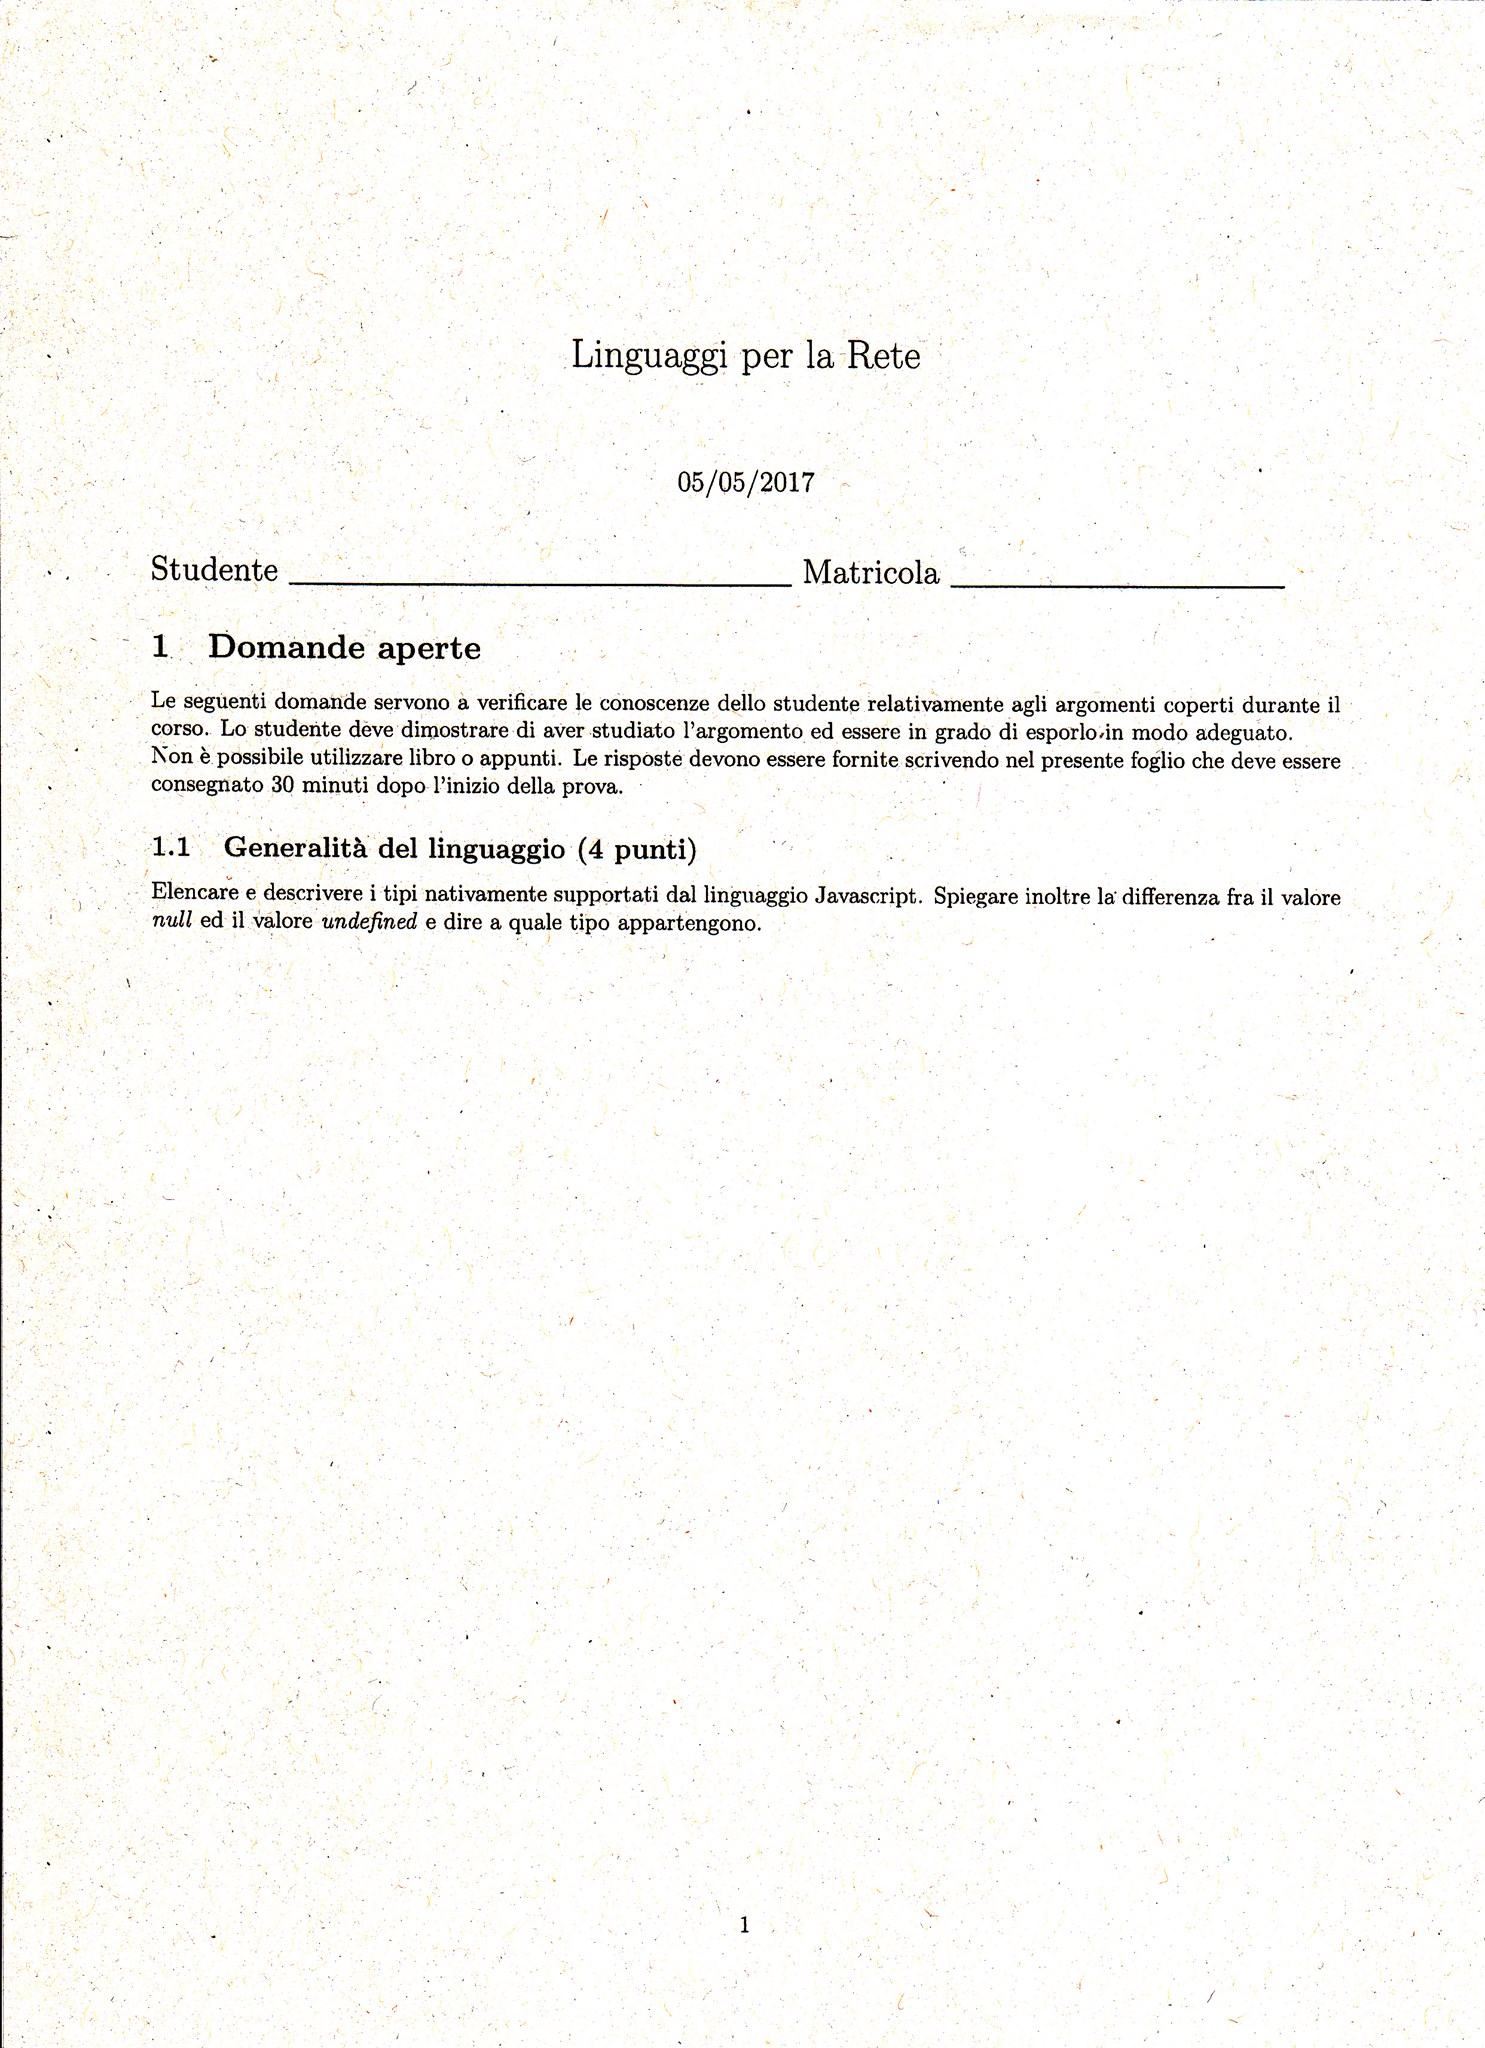 Linguaggi per la Rete
05/05/2017
Studente Matricola
1 Domande aperte
Le seguenti domande servono a verificare le conoscenze dello studente relativamente agli argomenti coperti durante il
corso. Lo studente deve dimostrare di aver studiato l'argomento ed essere in grado di esporlo in modo adeguato.
Non è possibile utilizzare libro o appunti. Le risposte devono essere fornite scrivendo nel presente foglio che deve essere
consegnato 30 minuti dopo l'inizio della prova.
1.1 Generalità del linguaggio (4 punti)
Elencare e descrivere i tipi nativamente supportati dal linguaggio Javascript. Spiegare inoltre la differenza fra il valore
null ed il valore undefined e dire a quale tipo appartengono.
1